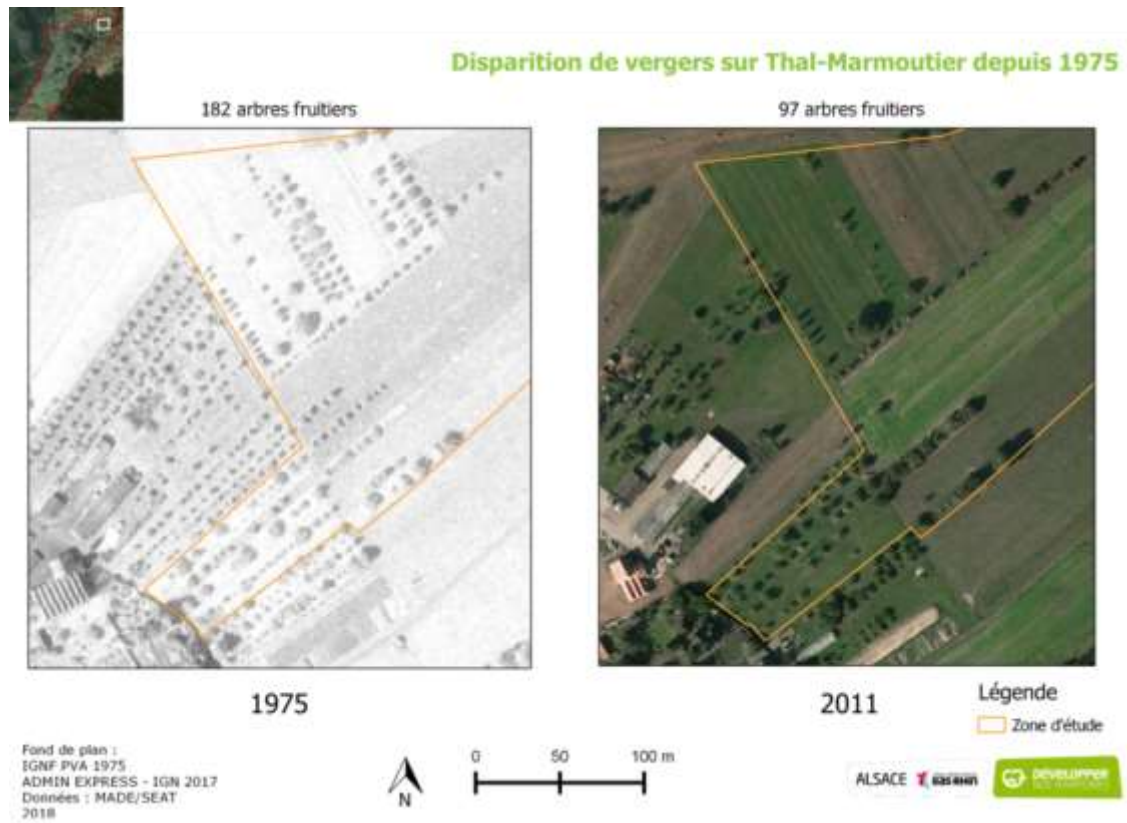 Disparition de vergers sur Thal-Marmoutier depuis 1975
182 arbres fruitiers
97 arbres fruitiers
1975
2011
Légende
Zone d'étude
Fond de plan :
IGNF PVA 1975
ADMIN EXPRESS - IGN 2017
Données : MADE/SEAT
2018
N
0 50 100 m
ALSACE BAS RHIN
DÉVELOPPER